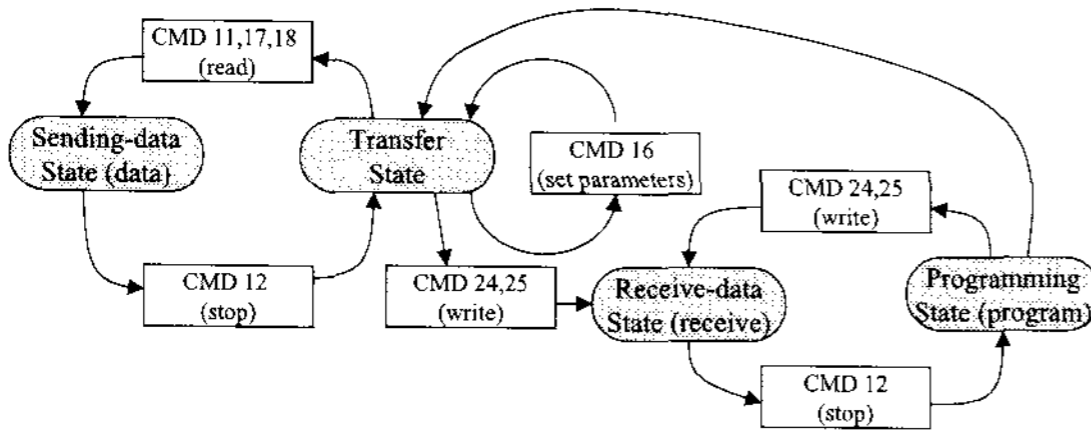 CMD 11,17,18
(read)
Sending-data
State (data)
Transfer
State
CMD 16
(set parameters)
CMD 24,25
(write)
CMD 12
(stop)
CMD 24,25
(write)
Receive-data
State (receive)
Programming
State (program)
CMD 12
(stop)